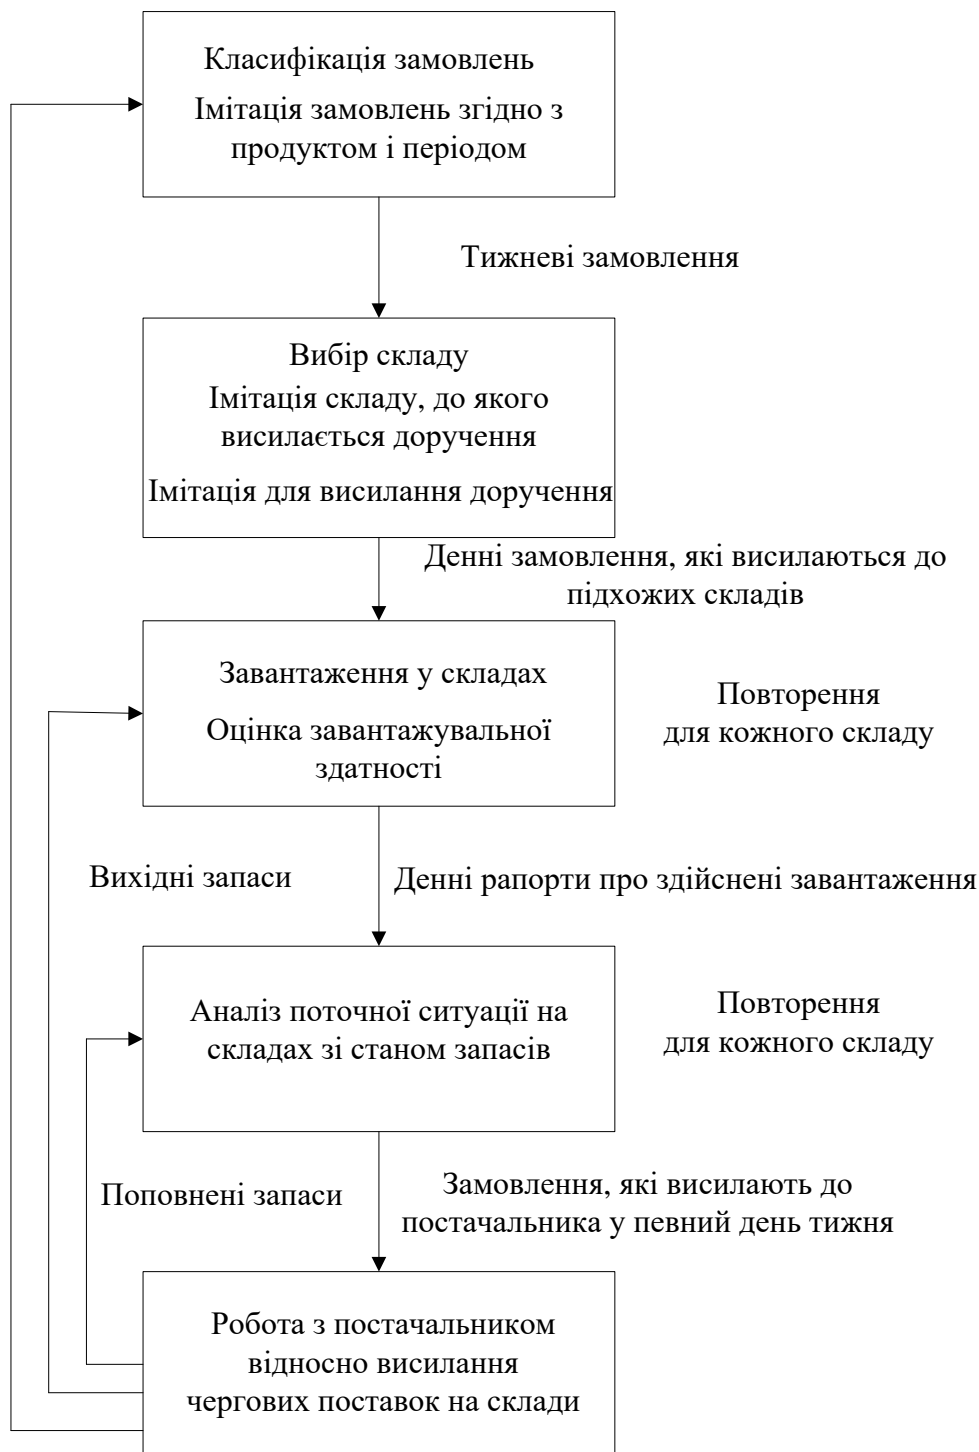 Класифікація замовлень
Імітація замовлень згідно з
продуктом і періодом
Тижневі замовлення
Вибір складу
Імітація складу, до якого
висилається доручення
Імітація для висилання доручення
Денні замовлення, які висилаються до
підхожих складів
Завантаження у складах
Оцінка завантажувальної
здатності
Повторення
для кожного складу
Вихідні запаси
Денні рапорти про здійснені завантаження
Аналіз поточної ситуації на
складах зі станом запасів
Повторення
для кожного складу
Поповнені запаси
Замовлення, які висилають до
постачальника у певний день тижня
Робота з постачальником
відносно висилання
чергових поставок на склади